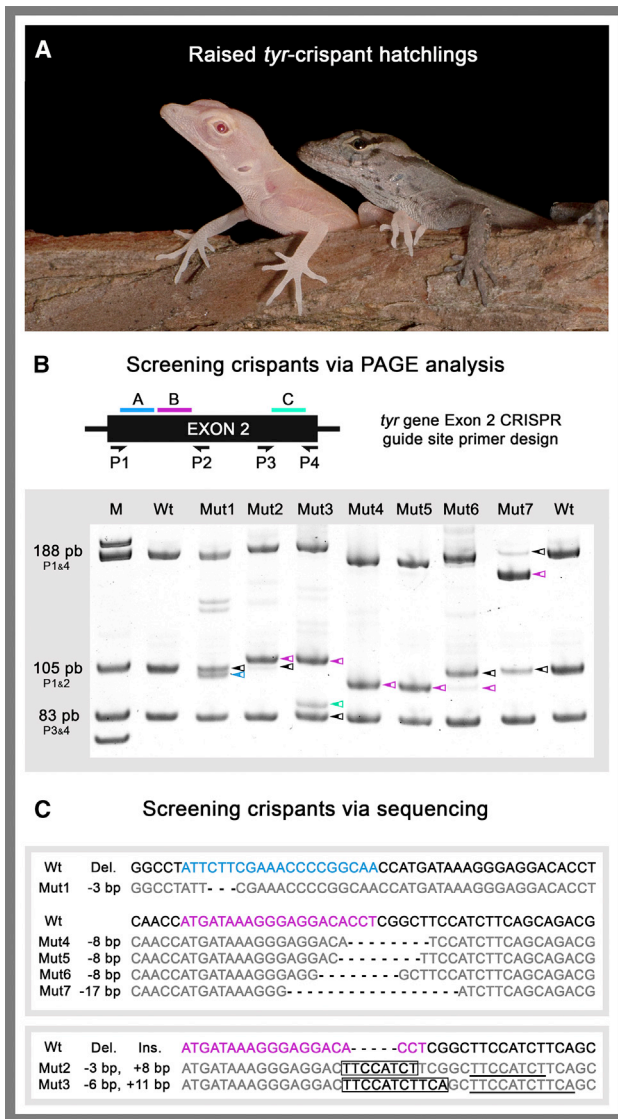 A
Raised tyr-crispant hatchlings
B Screening crispants via PAGE analysis
A B C
EXON 2
P1 P2 P3 P4
tyr gene Exon 2 CRISPR
guide site primer design
M Wt Mut1 Mut2 Mut3 Mut4 Mut5 Mut6 Mut7 Wt
188 pb
P1&4
105 pb
P1&2
83 pb
P3&4
C Screening crispants via sequencing
Wt Del. GGCCTATTCTTCGAAACCCCGGCAACCATGATAAAGGGAGGACACCT
Mut1 -3 bp GGCCTATT---CGAAACCCCGGCAACCATGATAAAGGGAGGACACCT
Wt CAACCATGATAAAGGGAGGACACCTCGGCTTCCATCTTCAGCAGACG
Mut4 -8 bp CAACCATGATAAAGGGAGGACA--------TCCATCTTCAGCAGACG
Mut5 -8 bp CAACCATGATAAAGGGAGGAC--------TTCCATCTTCAGCAGACG
Mut6 -8 bp CAACCATGATAAAGGGAGG--------GCTTCCATCTTCAGCAGACG
Mut7 -17 bp CAACCATGATAAAGGG-----------------ATCTTCAGCAGACG
Wt Del. Ins. ATGATAAAGGGAGGACA-----CCTCGGCTTCCATCTTCAGC
Mut2 -3 bp, +8 bp ATGATAAAGGGAGGACTTCCATCTTCGGCTTCCATCTTCAGC
Mut3 -6 bp, +11 bp ATGATAAAGGGAGGACTTCCATCTTCAGCTTCCATCTTCAGC